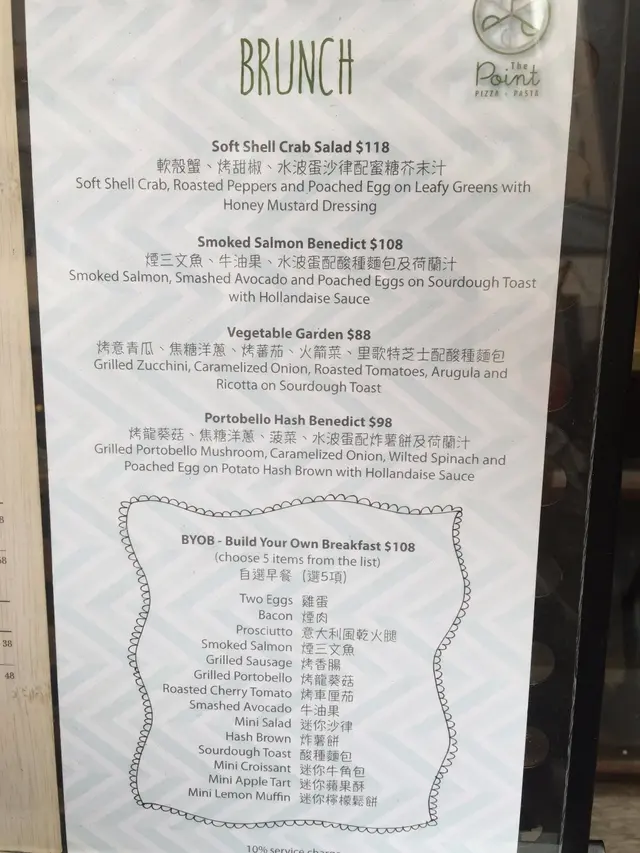 BRUNCH
The
Point
PIZZA - PASTA
Soft Shell Crab Salad $118
軟殼蟹、烤甜椒、水波蛋沙律配蜜糖芥末汁
Soft Shell Crab, Roasted Peppers and Poached Egg on Leafy Greens with
Honey Mustard Dressing
Smoked Salmon Benedict $108
煙三文魚、牛油果、水波蛋配酸種麵包及荷蘭汁
Smoked Salmon, Smashed Avocado and Poached Eggs on Sourdough Toast
with Hollandaise Sauce
Vegetable Garden $88
烤意青瓜、焦糖洋蔥、烤蕃茄、火箭菜、里歌特芝士配酸種麵包
Grilled Zucchini, Caramelized Onion, Roasted Tomatoes, Arugula and
Ricotta on Sourdough Toast
Portobello Hash Benedict $98
烤龍葵菇、焦糖洋蔥、菠菜、水波蛋配炸薯餅及荷蘭汁
Grilled Portobello Mushroom, Caramelized Onion, Wilted Spinach and
Poached Egg on Potato Hash Brown with Hollandaise Sauce
BYOB - Build Your Own Breakfast $108
(choose 5 items from the list)
自選早餐 (選5項)
Two Eggs 雞蛋
Bacon 煙肉
Prosciutto 意大利風乾火腿
Smoked Salmon 煙三文魚
Grilled Sausage 烤香腸
Grilled Portobello 烤龍葵菇
Roasted Cherry Tomato 烤車厘茄
Smashed Avocado 牛油果
Mini Salad 迷你沙律
Hash Brown 炸薯餅
Sourdough Toast 酸種麵包
Mini Croissant 迷你牛角包
Mini Apple Tart 迷你蘋果酥
Mini Lemon Muffin 迷你檸檬鬆餅
10% service charge
38
48